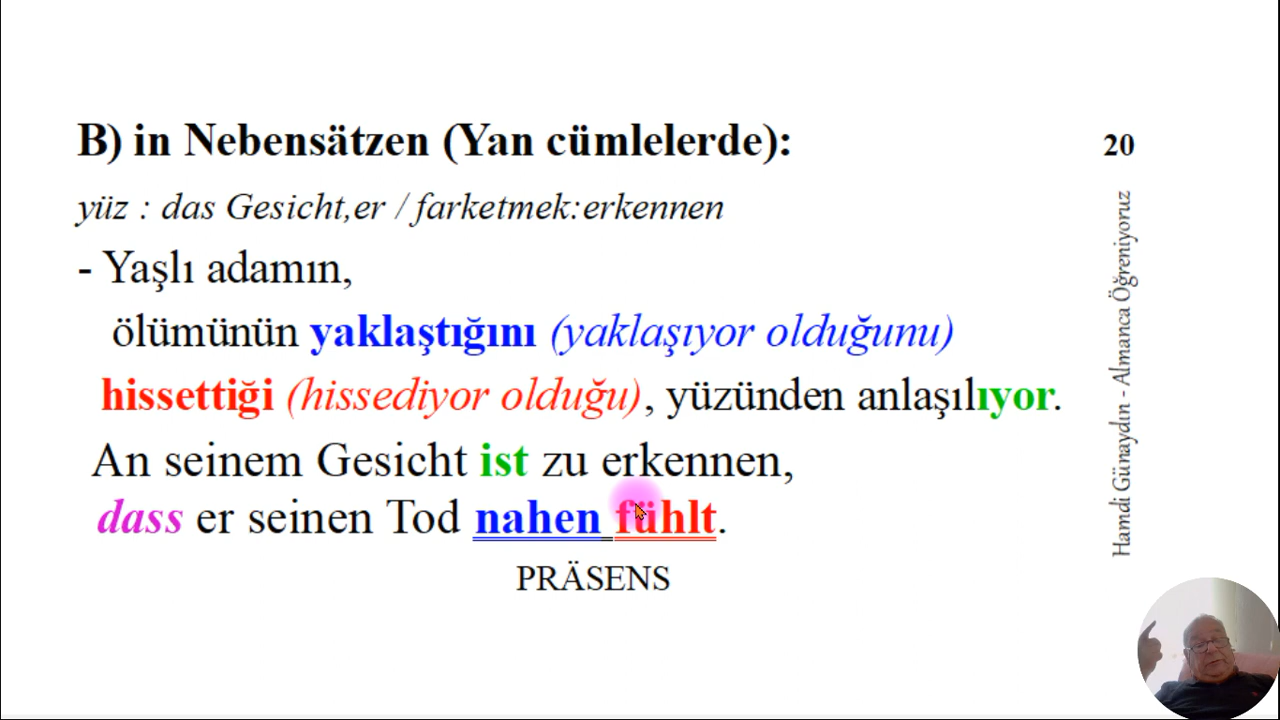 B) in Nebensätzen (Yan cümlelerde):
20
yüz : das Gesicht,er / farketmek:erkennen
- Yaşlı adamın,
ölümünün yaklaştığını (yaklaşıyor olduğunu)
hissettiği (hissediyor olduğu), yüzünden anlaşılıyor.
An seinem Gesicht ist zu erkennen,
dass er seinen Tod nahen fühlt.
PRÄSENS
Hamdi Günaydın - Almanca Öğreniyoruz